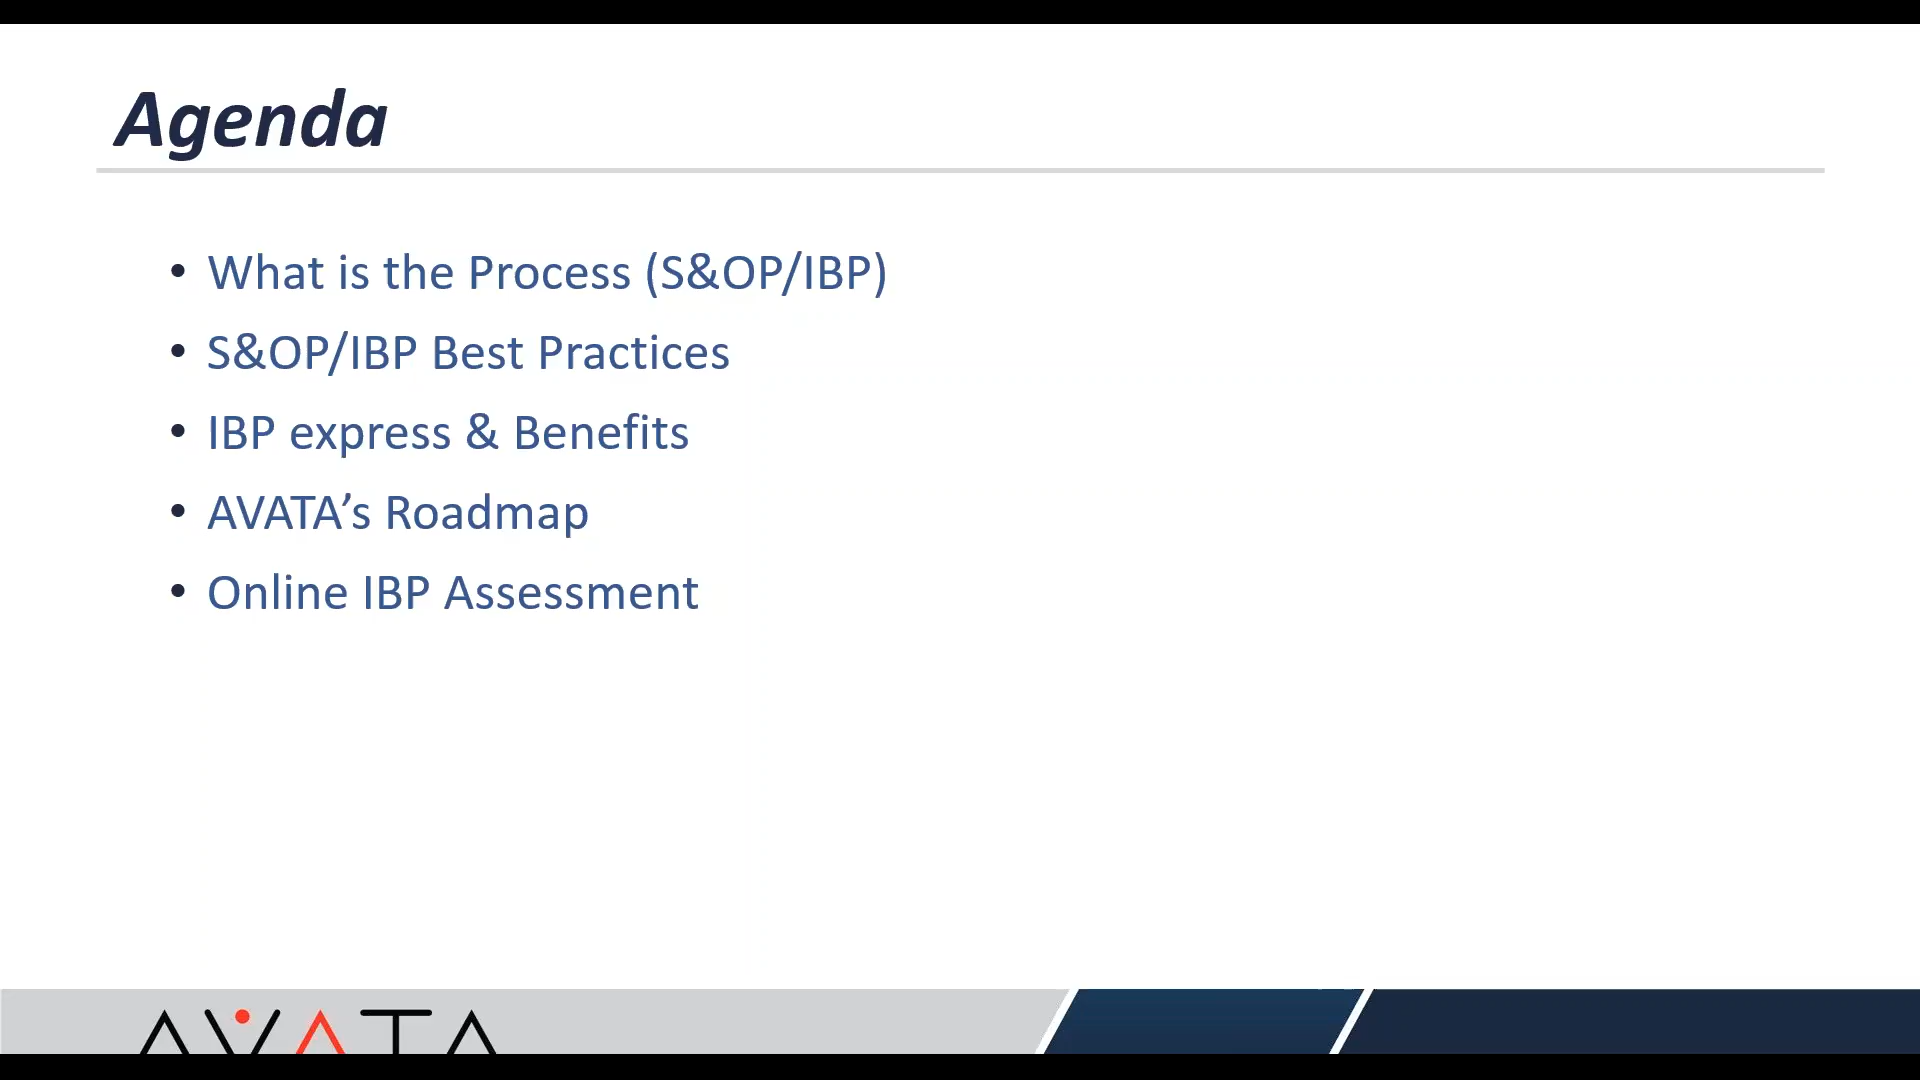 Agenda
• What is the Process (S&OP/IBP)
• S&OP/IBP Best Practices
• IBP express & Benefits
• AVATA’s Roadmap
• Online IBP Assessment
AVATA